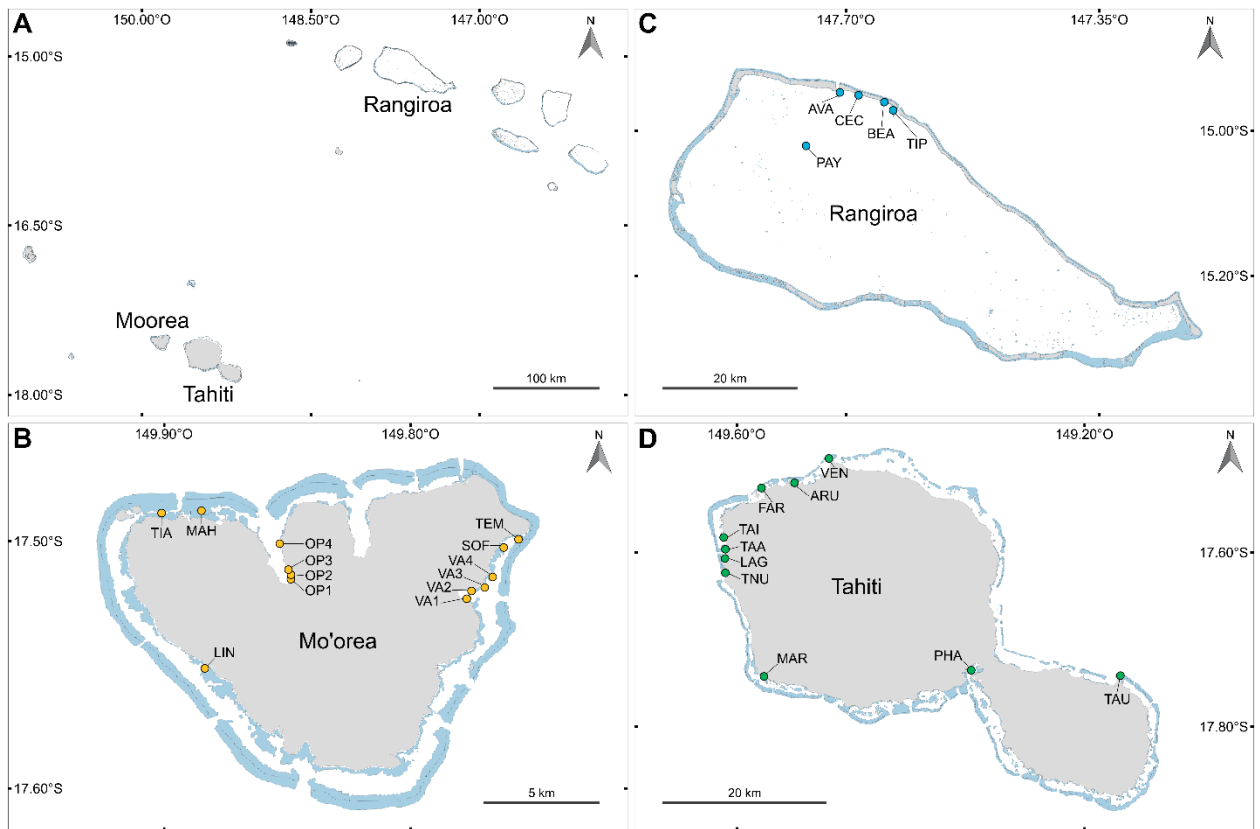 A
150.00°O
148.50°O
147.00°O
N
15.00°S
Rangiroa
16.50°S
Moorea
Tahiti
18.00°S
100 km
C
147.70°O
147.35°O
N
AVA
CEC
BEA
TIP
15.00°S
PAY
Rangiroa
15.20°S
20 km
B
149.90°O
149.80°O
N
TIA
MAH
TEM
17.50°S
OP4
SOF
OP3
VA4
OP2
VA3
OP1
VA2
VA1
Mo'orea
LIN
17.60°S
5 km
D
149.60°O
149.20°O
N
VEN
ARU
FAR
TAI
TAA
17.60°S
LAG
TNU
Tahiti
MAR
PHA
TAU
17.80°S
20 km